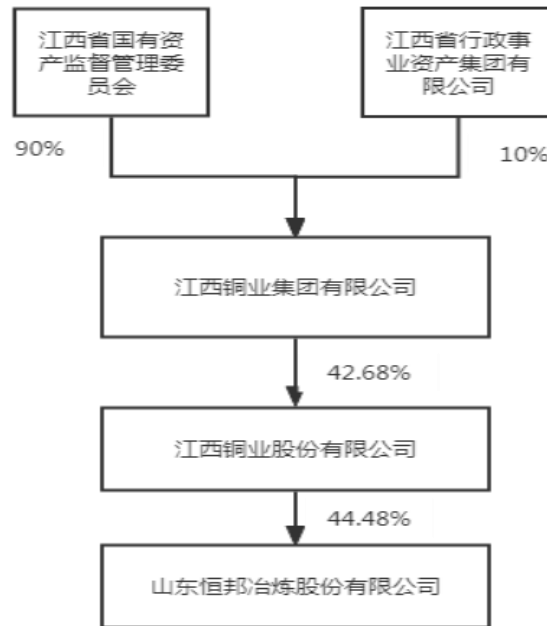 江西省国有资
产监督管理委
员会
江西省行政事
业资产集团有
限公司
90%
10%
江西铜业集团有限公司
42.68%
江西铜业股份有限公司
44.48%
山东恒邦冶炼股份有限公司